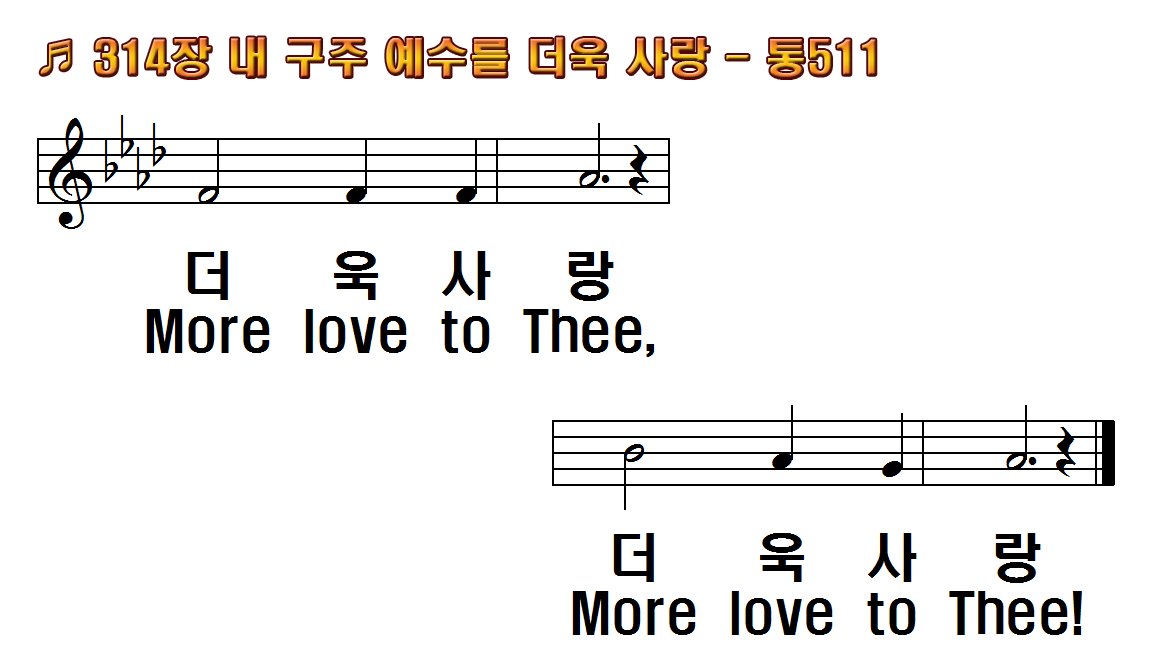 ♬ 314장 내 구주 예수를 더욱 사랑 - 통511
더 욱 사 랑
More love to Thee,
더 욱 사 랑
More love to Thee!